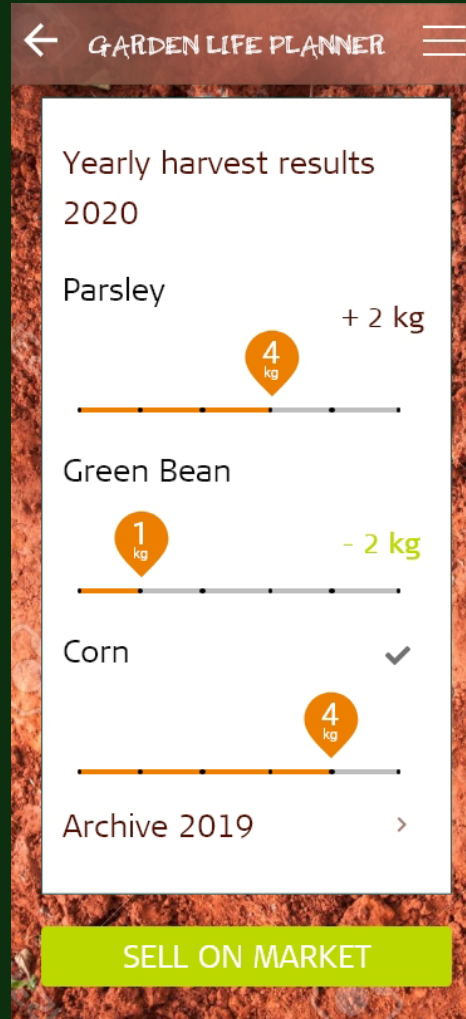 GARDEN LIFE PLANNER
Yearly harvest results
2020
Parsley
+ 2 kg
4
kg
Green Bean
1
kg
- 2 kg
Corn
4
kg
Archive 2019
SELL ON MARKET